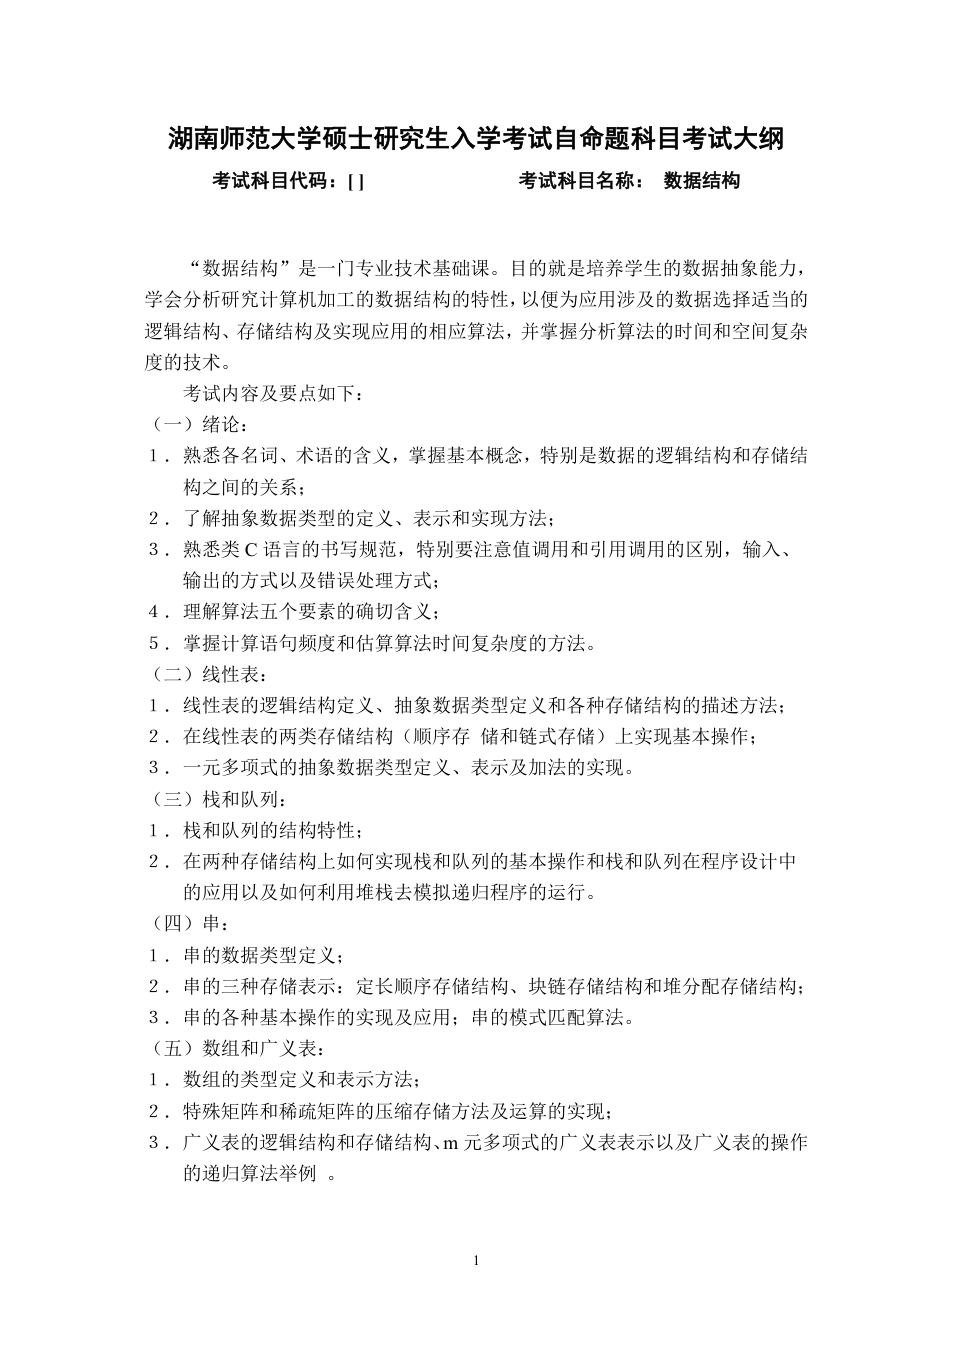 湖南师范大学硕士研究生入学考试自命题科目考试大纲
考试科目代码：[ ] 考试科目名称： 数据结构
“数据结构”是一门专业技术基础课。目的就是培养学生的数据抽象能力，
学会分析研究计算机加工的数据结构的特性，以便为应用涉及的数据选择适当的
逻辑结构、存储结构及实现应用的相应算法，并掌握分析算法的时间和空间复杂
度的技术。
考试内容及要点如下：
（一）绪论：
１．熟悉各名词、术语的含义，掌握基本概念，特别是数据的逻辑结构和存储结
构之间的关系；
２．了解抽象数据类型的定义、表示和实现方法；
３．熟悉类 C 语言的书写规范，特别要注意值调用和引用调用的区别，输入、
输出的方式以及错误处理方式；
４．理解算法五个要素的确切含义；
５．掌握计算语句频度和估算算法时间复杂度的方法。
（二）线性表：
１．线性表的逻辑结构定义、抽象数据类型定义和各种存储结构的描述方法；
２．在线性表的两类存储结构（顺序存 储和链式存储）上实现基本操作；
３．一元多项式的抽象数据类型定义、表示及加法的实现。
（三）栈和队列：
１．栈和队列的结构特性；
２．在两种存储结构上如何实现栈和队列的基本操作和栈和队列在程序设计中
的应用以及如何利用堆栈去模拟递归程序的运行。
（四）串：
１．串的数据类型定义；
２．串的三种存储表示：定长顺序存储结构、块链存储结构和堆分配存储结构；
３．串的各种基本操作的实现及应用；串的模式匹配算法。
（五）数组和广义表：
１．数组的类型定义和表示方法；
２．特殊矩阵和稀疏矩阵的压缩存储方法及运算的实现；
３．广义表的逻辑结构和存储结构、m 元多项式的广义表表示以及广义表的操作
的递归算法举例 。
1